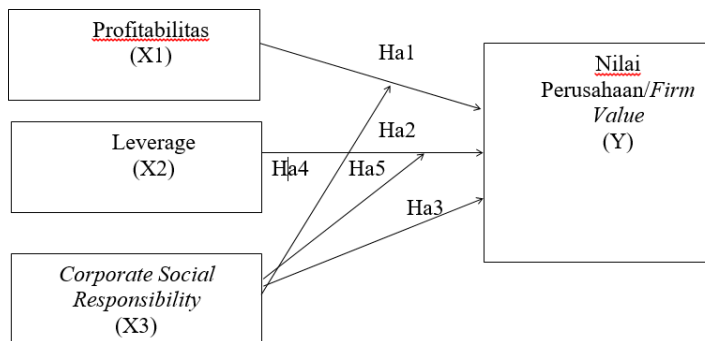 Profitabilitas
(X1)
Ha1
Nilai
Perusahaan/Firm
Value
(Y)
Leverage
(X2)
Ha2
Ha4
Ha5
Ha3
Corporate Social
Responsibility
(X3)